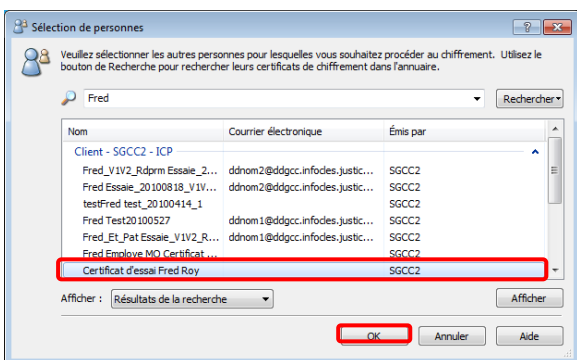 Sélection de personnes
Veuillez sélectionner les autres personnes pour lesquelles vous souhaitez procéder au chiffrement. Utilisez le
bouton de Recherche pour rechercher leurs certificats de chiffrement dans l'annuaire.
Fred
Rechercher
Nom Courrier électronique Émis par
Client - SGCC2 - ICP
Fred_V1V2_Rdprm Essaie_2... ddnom2@ddgcc.infocles.justic... SGCC2
Fred Essaie_20100818_V1V... ddnom2@ddgcc.infocles.justic... SGCC2
testFred test_20100414_1 SGCC2
Fred Test20100527 ddnom1@ddgcc.infocles.justic... SGCC2
Fred_Et_Pat Essaie_V1V2_R... ddnom1@ddgcc.infocles.justic... SGCC2
Fred Employe MO Certificat ... SGCC2
Certificat d'essai Fred Roy SGCC2
Afficher : Résultats de la recherche Afficher
OK Annuler Aide